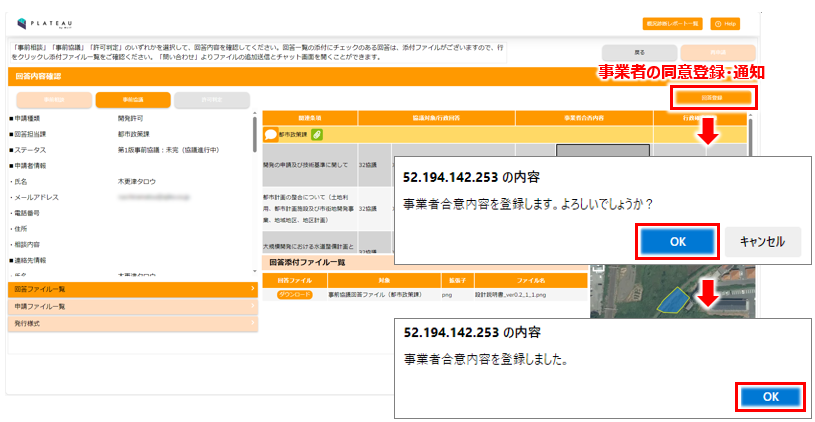 PLATEAU
by MLIT
概況診断レポート一覧
Help
「事前相談」「事前協議」「許可判定」のいずれかを選択して、回答内容を確認してください。回答一覧の添付にチェックのある回答は、添付ファイルがございますので、行
をクリックし添付ファイル一覧をご確認ください。「問い合わせ」よりファイルの追加送信とチャット画面を開くことができます。
戻る
事業者の同意登録・通知
回答内容確認
事前相談
事前協議
許可判定
回答登録
■申請種類 開発許可
■回答担当課 都市政策課
■ステータス 第1版事前協議:未完(協議進行中)
■申請者情報
・氏名 木更津タロウ
・メールアドレス
・電話番号
・住所
・相談内容
■連絡先情報
・氏名 木更津タロウ
回答ファイル一覧
申請ファイル一覧
発行様式
関連条項 協議対象/行政回答 事業者合否内容
都市政策課
開発の申請及び技術基準に関して 32協議
都市計画の整合について(土地利
用、都市計画施設及び市街地開発事 32協議
業、地域地区、地区計画)
大規模開発における水道整備計画と 32協議
回答添付ファイル一覧
回答ファイル 対象 拡張子 ファイル名
ダウンロード 事前協議回答ファイル(都市政策課) png 設計説明書_ver0.2_1_1.png
52.194.142.253 の内容
事業者合意内容を登録します。よろしいでしょうか?
OK
キャンセル
52.194.142.253 の内容
事業者合意内容を登録しました。
OK